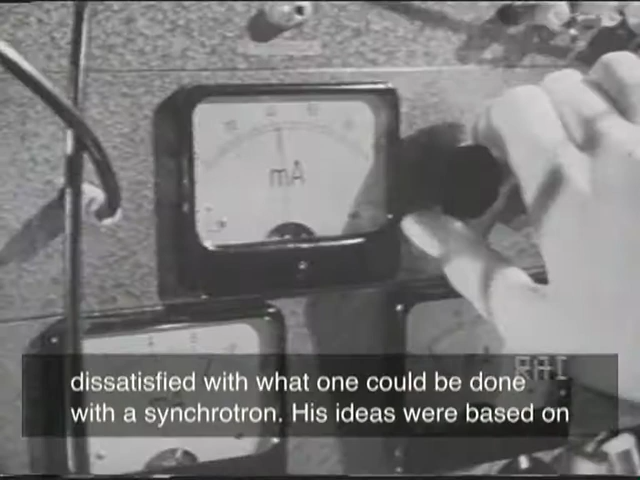 mA
RAI
dissatisfied with what one could be done
with a synchrotron. His ideas were based on